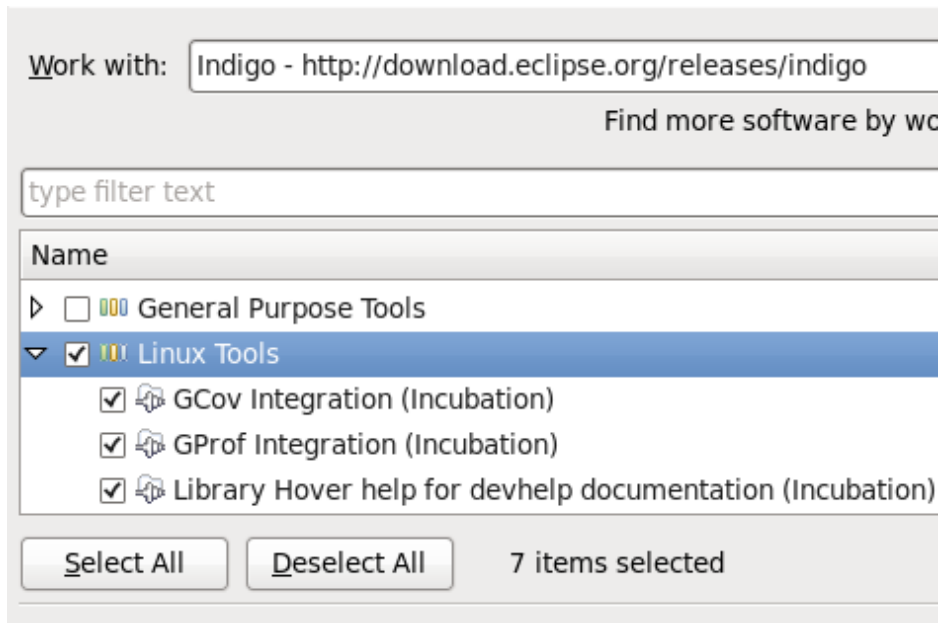 Work with: Indigo - http://download.eclipse.org/releases/indigo
Find more software by wo
type filter text
Name
General Purpose Tools
Linux Tools
GCov Integration (Incubation)
GProf Integration (Incubation)
Library Hover help for devhelp documentation (Incubation)
Select All Deselect All 7 items selected